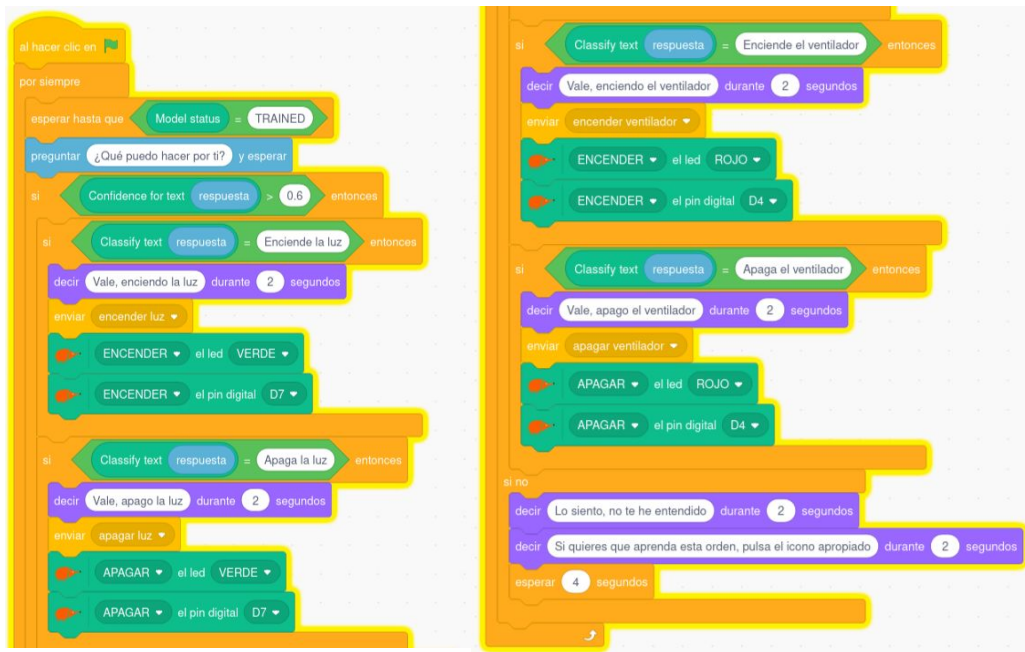 al hacer clic en
por siempre
esperar hasta que Model status = TRAINED
preguntar ¿Qué puedo hacer por ti? y esperar
si Confidence for text respuesta > 0.6 entonces
si Classify text respuesta = Enciende la luz entonces
decir Vale, enciendo la luz durante 2 segundos
enviar encender luz
ENCENDER el led VERDE
ENCENDER el pin digital D7
si Classify text respuesta = Apaga la luz entonces
decir Vale, apago la luz durante 2 segundos
enviar apagar luz
APAGAR el led VERDE
APAGAR el pin digital D7
si Classify text respuesta = Enciende el ventilador entonces
decir Vale, enciendo el ventilador durante 2 segundos
enviar encender ventilador
ENCENDER el led ROJO
ENCENDER el pin digital D4
si Classify text respuesta = Apaga el ventilador entonces
decir Vale, apago el ventilador durante 2 segundos
enviar apagar ventilador
APAGAR el led ROJO
APAGAR el pin digital D4
si no
decir Lo siento, no te he entendido durante 2 segundos
decir Si quieres que aprenda esta orden, pulsa el icono apropiado durante 2 segundos
esperar 4 segundos